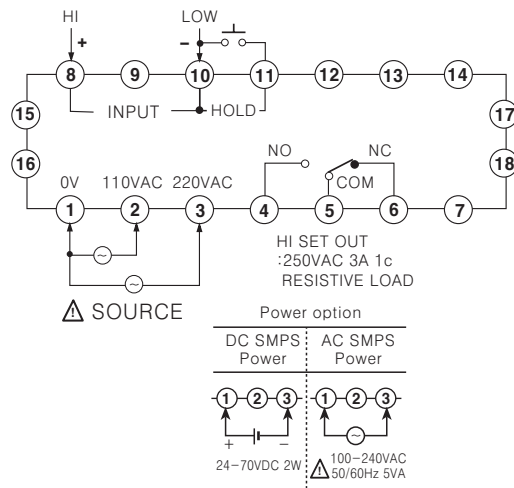 HI LOW
+ −
8 9 10 11 12 13 14
INPUT HOLD
15 17
16 18
NO NC
COM
0V 110VAC 220VAC
1 2 3 4 5 6 7
~
~
HI SET OUT
:250VAC 3A 1c
RESISTIVE LOAD
⚠ SOURCE
Power option
DC SMPS Power
AC SMPS Power
1 2 3 1 2 3
+ − ~
24-70VDC 2W
⚠ 100-240VAC
50/60Hz 5VA